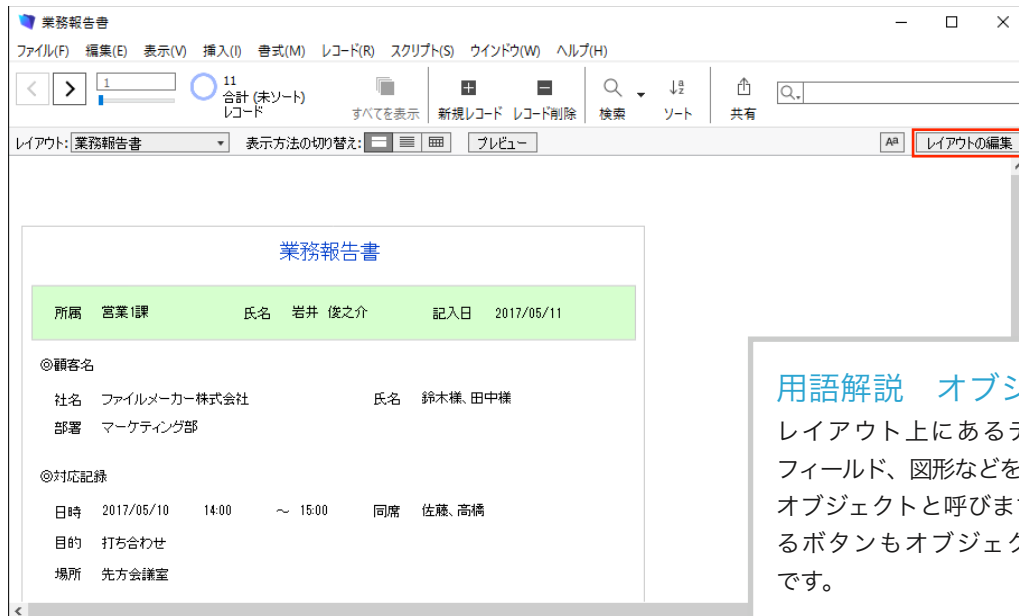 業務報告書
ファイル(F) 編集(E) 表示(V) 挿入(I) 書式(M) レコード(R) スクリプト(S) ウインドウ(W) ヘルプ(H)
1
11
合計 (未ソート)
レコード
すべてを表示 新規レコード レコード削除 検索 ソート 共有
レイアウト: 業務報告書 表示方法の切り替え: プレビュー Aa レイアウトの編集
業務報告書
所属 営業1課 氏名 岩井 俊之介 記入日 2017/05/11
◎顧客名
社名 ファイルメーカー株式会社 氏名 鈴木様、田中様
部署 マーケティング部
◎対応記録
日時 2017/05/10 14:00 ～ 15:00 同席 佐藤、高橋
目的 打ち合わせ
場所 先方会議室
用語解説 オブジ
レイアウト上にある
フィールド、図形などを
オブジェクトと呼びま
るボタンもオブジェク
です。